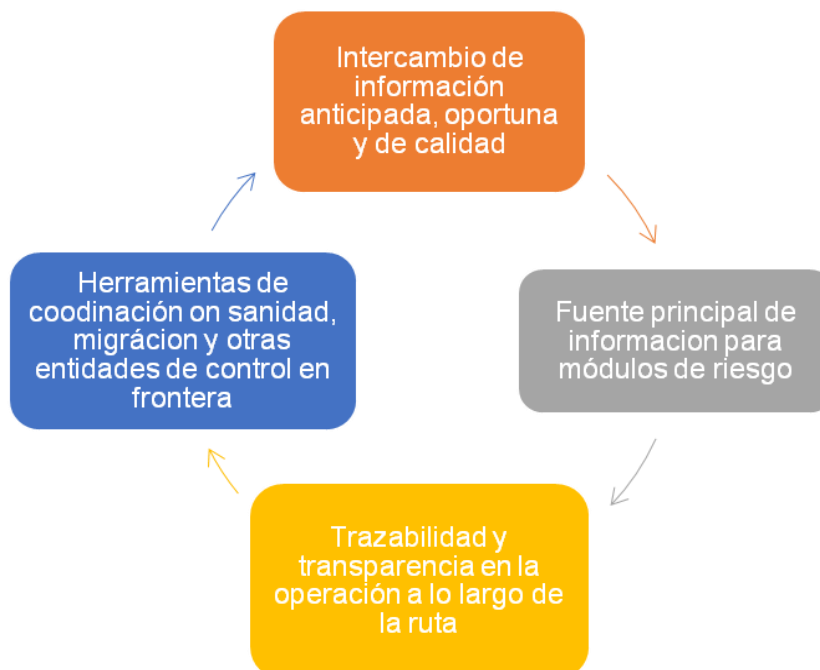 Intercambio de
información
anticipada, oportuna
y de calidad
Fuente principal de
informacion para
módulos de riesgo
Trazabilidad y
transparencia en la
operación a lo largo de
la ruta
Herramientas de
coodinación on sanidad,
migrácion y otras
entidades de control en
frontera